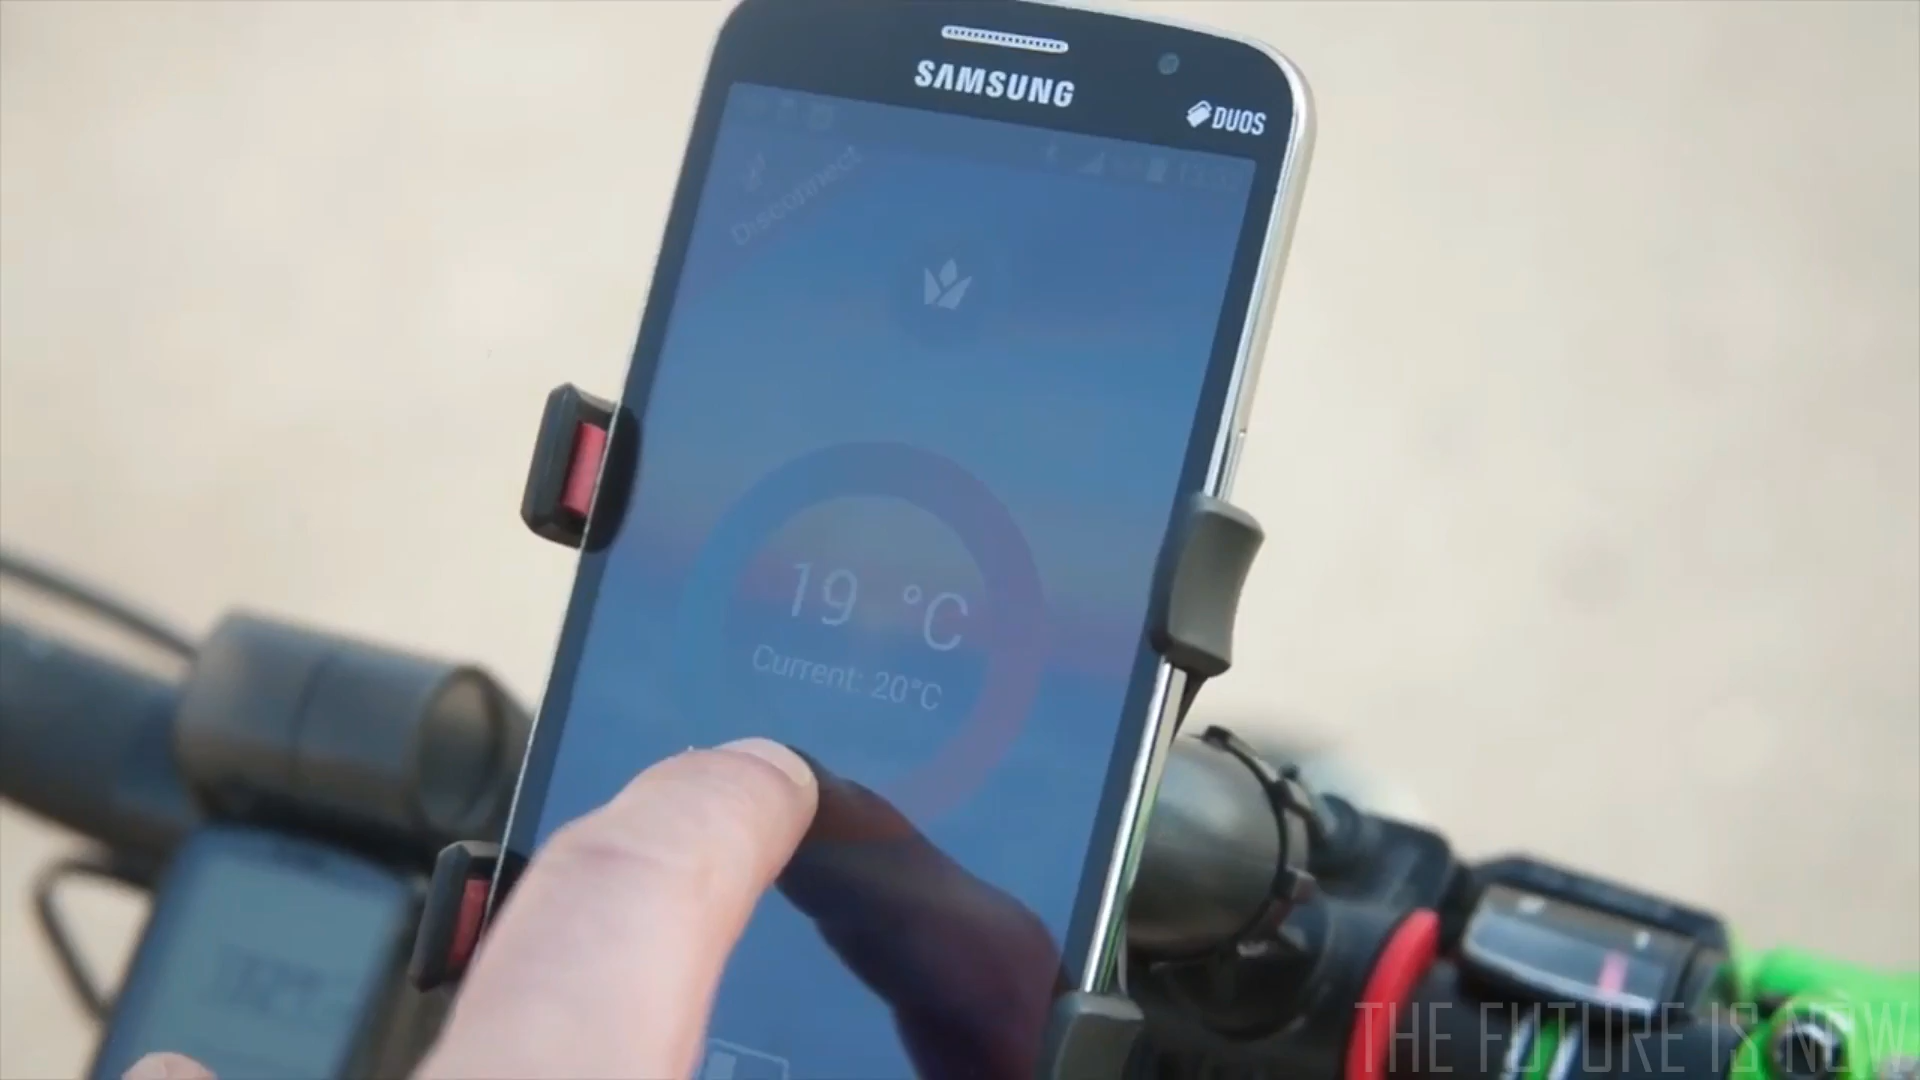 SAMSUNG
DUOS
Disconnect
19 °C
Current: 20°C
THE FUTURE IS NOW